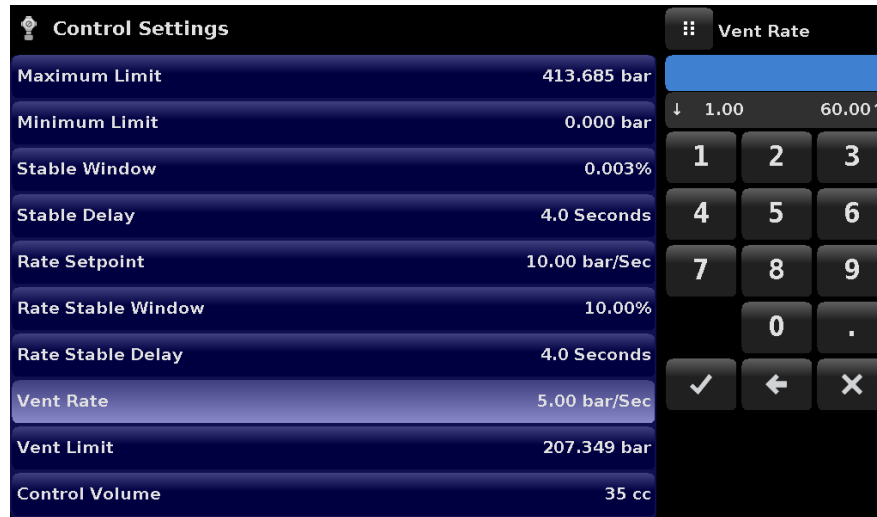 Control Settings
Maximum Limit 413.685 bar
Minimum Limit 0.000 bar
Stable Window 0.003%
Stable Delay 4.0 Seconds
Rate Setpoint 10.00 bar/Sec
Rate Stable Window 10.00%
Rate Stable Delay 4.0 Seconds
Vent Rate 5.00 bar/Sec
Vent Limit 207.349 bar
Control Volume 35 cc
Vent Rate
↓ 1.00 60.00↑
1 2 3
4 5 6
7 8 9
0 .